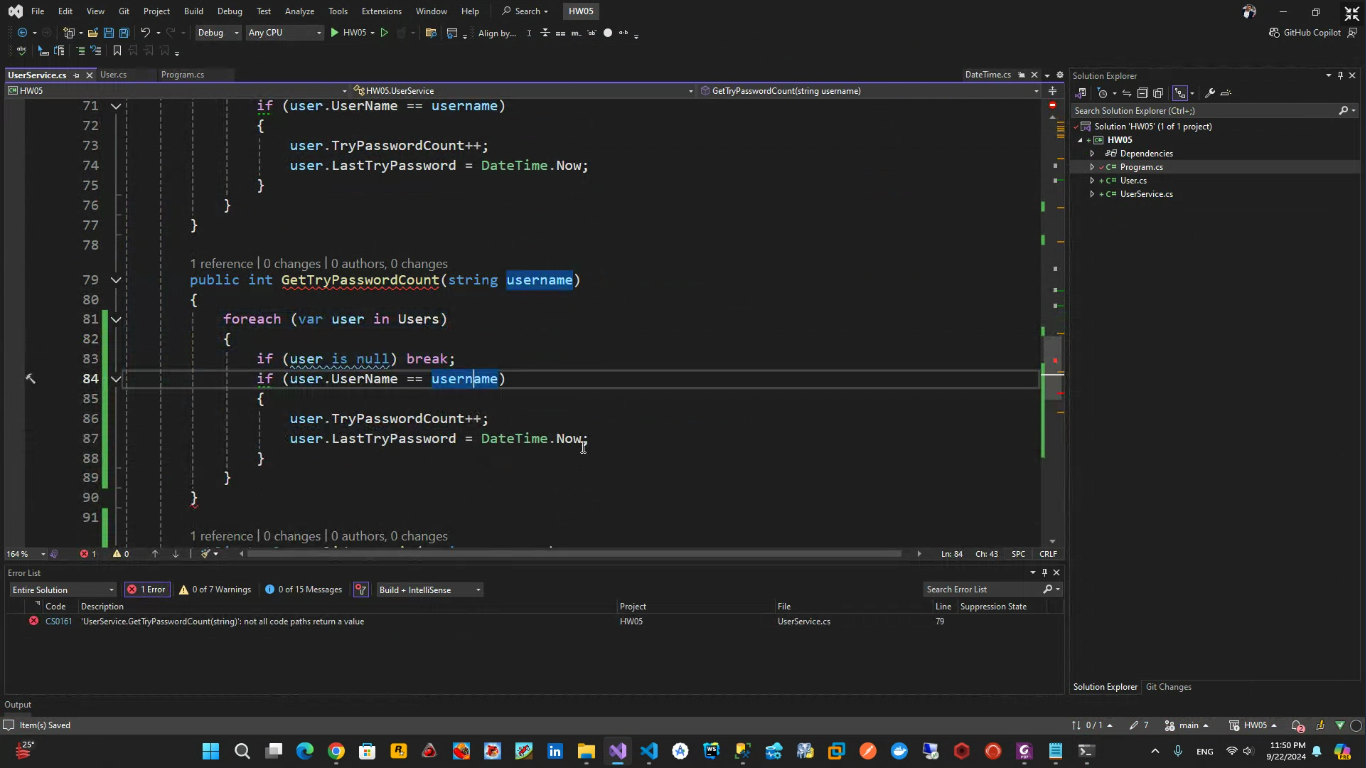 File Edit View Git Project Build Debug Test Analyze Tools Extensions Window Help Search HW05
GitHub Copilot
Debug Any CPU HW05 Align by...
UserService.cs User.cs Program.cs DateTime.cs
HW05 HW05.UserService GetTryPasswordCount(string username)
71 if (user.UserName == username)
72 {
73 user.TryPasswordCount++;
74 user.LastTryPassword = DateTime.Now;
75 }
76 }
77 }
78
1 reference | 0 changes | 0 authors, 0 changes
79 public int GetTryPasswordCount(string username)
80 {
81 foreach (var user in Users)
82 {
83 if (user is null) break;
84 if (user.UserName == username)
85 {
86 user.TryPasswordCount++;
87 user.LastTryPassword = DateTime.Now;
88 }
89 }
90 }
91
1 reference | 0 changes | 0 authors, 0 changes
164 % 1 0 Ln: 84 Ch: 43 SPC CRLF
Error List
Entire Solution 1 Error 0 of 7 Warnings 0 of 15 Messages Build + IntelliSense Search Error List
Code Description Project File Line Suppression State
CS0161 'UserService.GetTryPasswordCount(string)': not all code paths return a value HW05 UserService.cs 79
Output
Item(s) Saved 0 / 1 7 main HW05 2
Solution Explorer
Search Solution Explorer (Ctrl+;)
Solution 'HW05' (1 of 1 project)
HW05
Dependencies
C# Program.cs
C# User.cs
C# UserService.cs
Solution Explorer Git Changes
25°
ENG
11:50 PM
9/22/2024